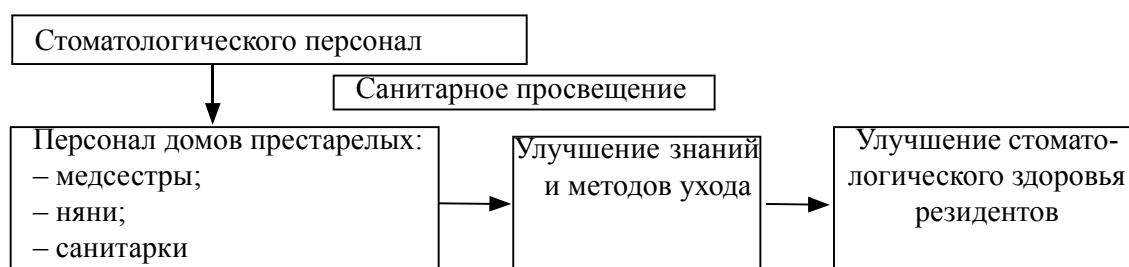 Стоматологического персонал
Санитарное просвещение
Персонал домов престарелых:
– медсестры;
– няни;
– санитарки
Улучшение знаний
и методов ухода
Улучшение стомато-
логического здоровья
резидентов